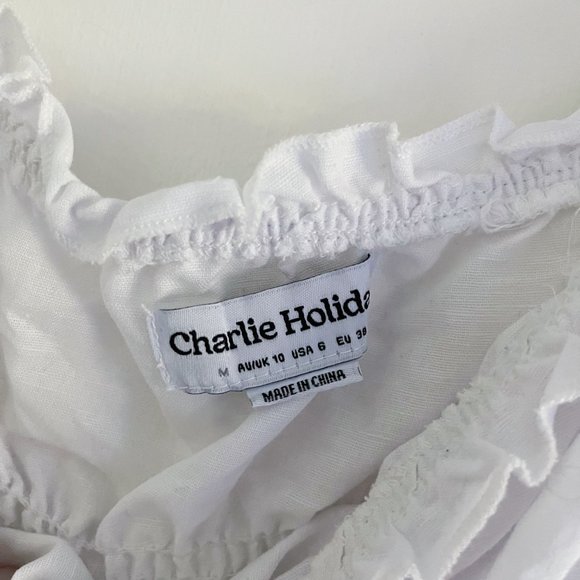 Charlie Holida
M AU/UK 10 USA 6 EU 38
MADE IN CHINA